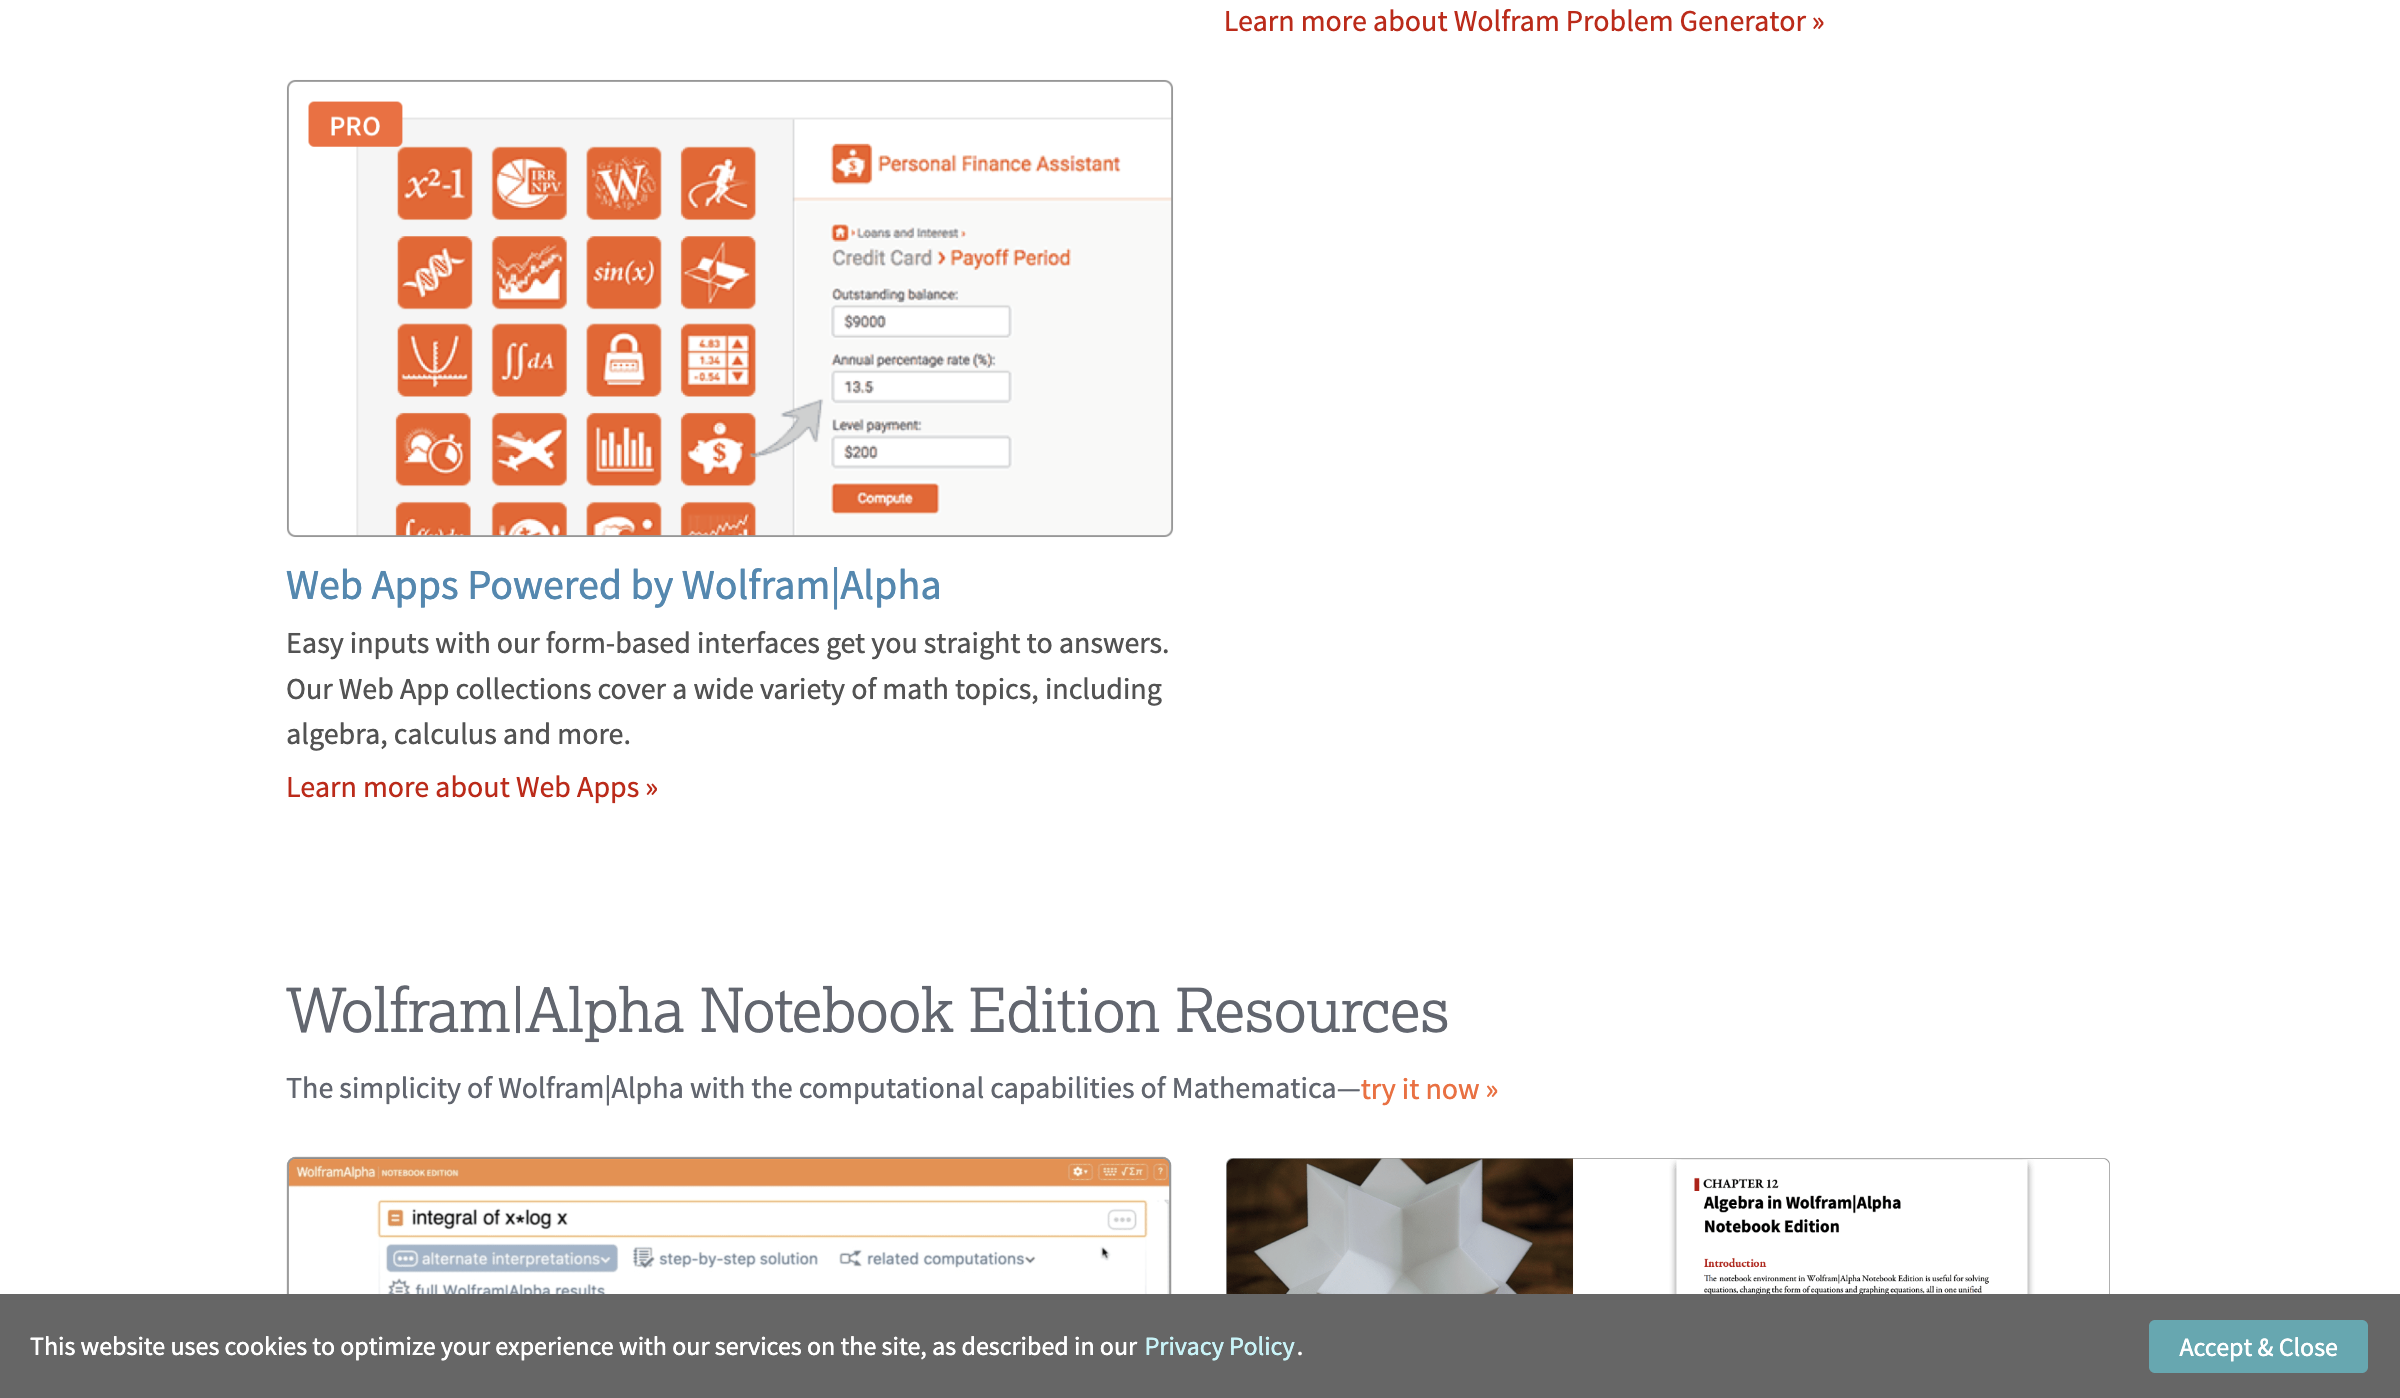 Learn more about Wolfram Problem Generator »
PRO
x²-1
IRR
NPV
W
sin(x)
∫∫dA
4.83
1.34
-0.54
$
Personal Finance Assistant
› Loans and Interest ›
Credit Card › Payoff Period
Outstanding balance:
$9000
Annual percentage rate (%):
13.5
Level payment:
$200
Compute
Web Apps Powered by Wolfram|Alpha
Easy inputs with our form-based interfaces get you straight to answers.
Our Web App collections cover a wide variety of math topics, including
algebra, calculus and more.
Learn more about Web Apps »
Wolfram|Alpha Notebook Edition Resources
The simplicity of Wolfram|Alpha with the computational capabilities of Mathematica—try it now »
WolframAlpha NOTEBOOK EDITION
√Σπ ?
integral of x*log x
alternate interpretations
step-by-step solution
related computations
full Wolfram|Alpha results
CHAPTER 12
Algebra in Wolfram|Alpha
Notebook Edition
Introduction
The notebook environment in Wolfram|Alpha Notebook Edition is useful for solving
equations, changing the form of equations and graphing equations, all in one unified
This website uses cookies to optimize your experience with our services on the site, as described in our Privacy Policy.
Accept & Close